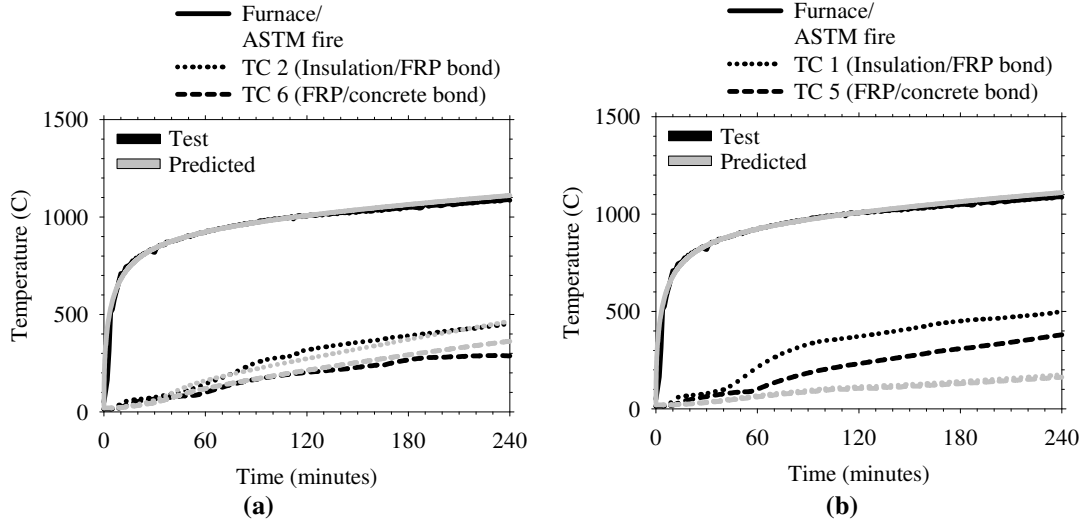 Furnace/
ASTM fire
TC 2 (Insulation/FRP bond)
TC 6 (FRP/concrete bond)
1500
1000
500
0
Test
Predicted
Temperature (C)
0 60 120 180 240
Time (minutes)
(a)
Furnace/
ASTM fire
TC 1 (Insulation/FRP bond)
TC 5 (FRP/concrete bond)
1500
1000
500
0
Test
Predicted
Temperature (C)
0 60 120 180 240
Time (minutes)
(b)